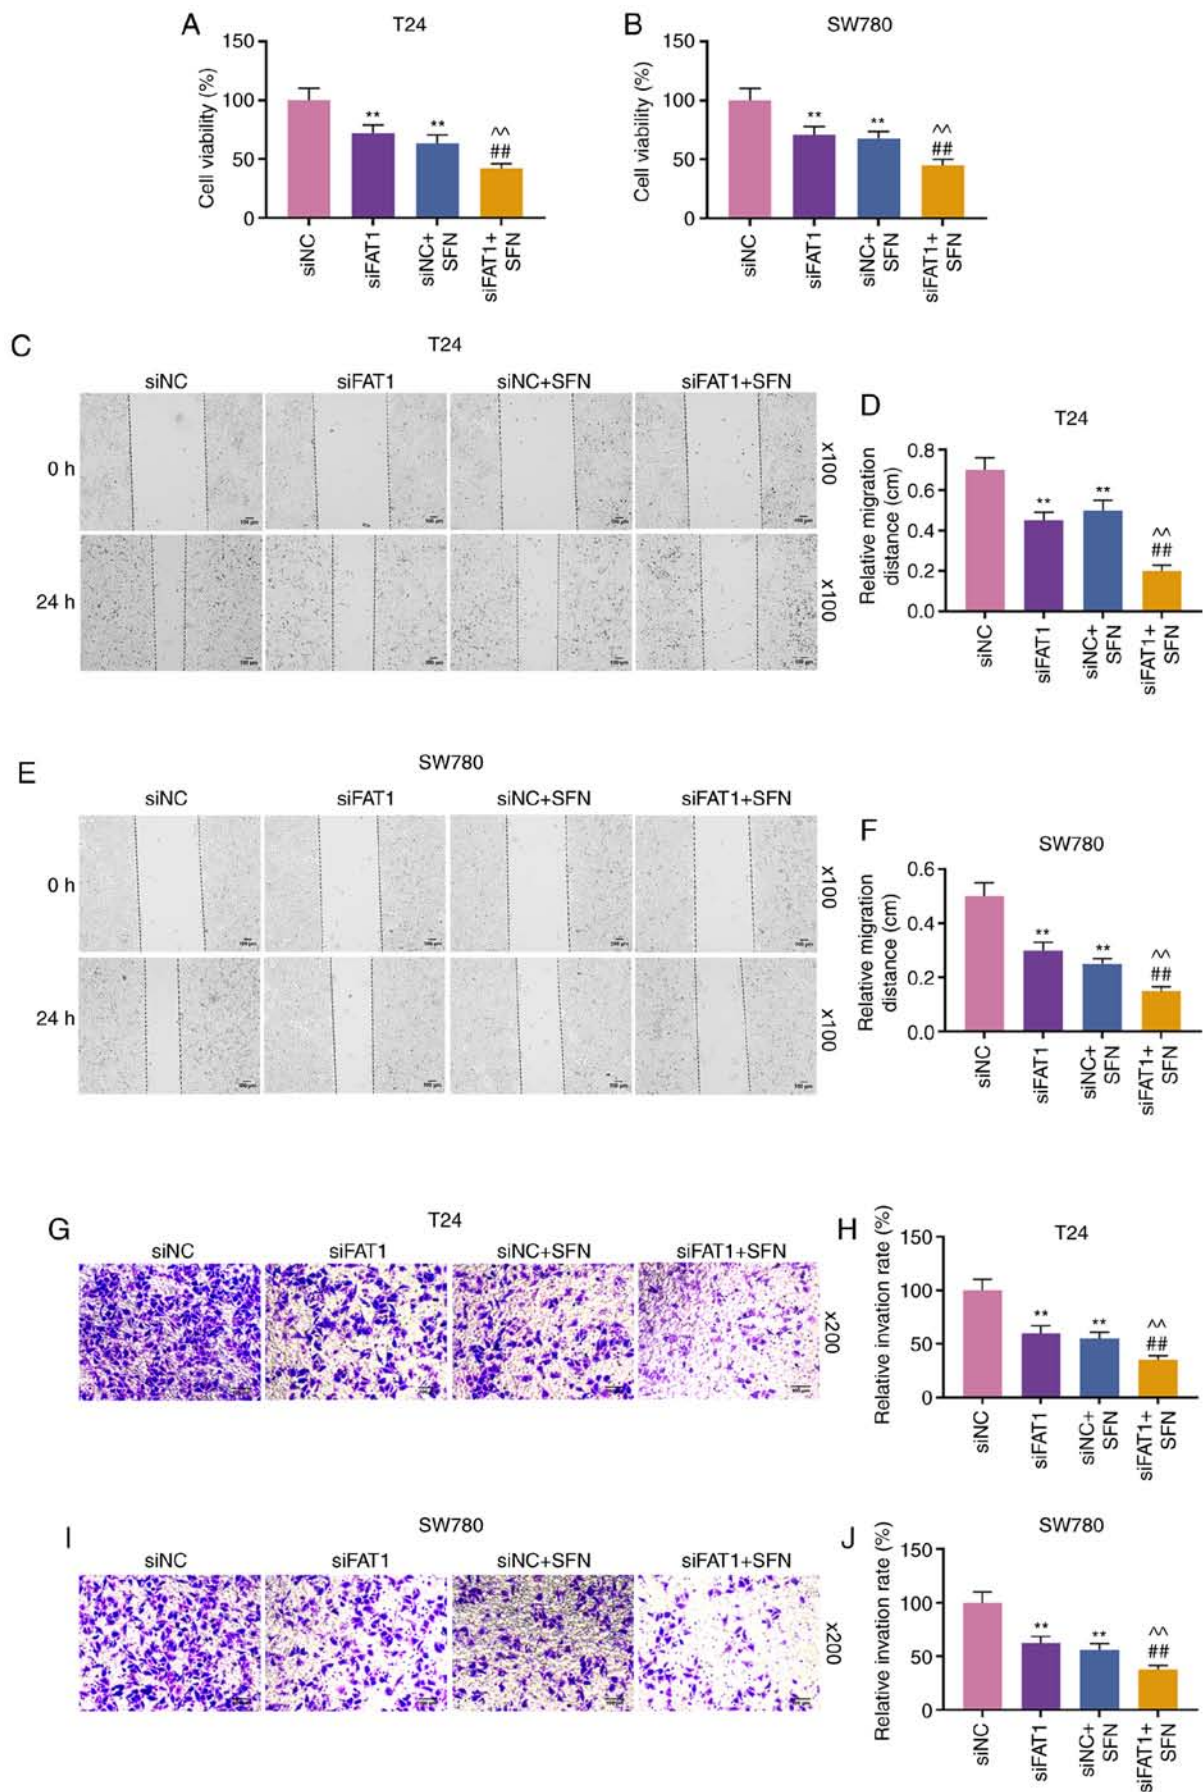 A
T24
Cell viability (%)
150
100
50
0
**
**
^^
##
siNC
siFAT1
siNC+
SFN
siFAT1+
SFN
B
SW780
Cell viability (%)
150
100
50
0
**
**
^^
##
siNC
siFAT1
siNC+
SFN
siFAT1+
SFN
C
T24
siNC
siFAT1
siNC+SFN
siFAT1+SFN
0 h
x100
24 h
x100
D
T24
Relative migration
distance (cm)
0.8
0.6
0.4
0.2
0.0
**
**
^^
##
siNC
siFAT1
siNC+
SFN
siFAT1+
SFN
E
SW780
siNC
siFAT1
siNC+SFN
siFAT1+SFN
0 h
x100
24 h
x100
F
SW780
Relative migration
distance (cm)
0.6
0.4
0.2
0.0
**
**
^^
##
siNC
siFAT1
siNC+
SFN
siFAT1+
SFN
G
T24
siNC
siFAT1
siNC+SFN
siFAT1+SFN
x200
H
T24
Relative invation rate (%)
150
100
50
0
**
**
^^
##
siNC
siFAT1
siNC+
SFN
siFAT1+
SFN
I
SW780
siNC
siFAT1
siNC+SFN
siFAT1+SFN
x200
J
SW780
Relative invation rate (%)
150
100
50
0
**
**
^^
##
siNC
siFAT1
siNC+
SFN
siFAT1+
SFN